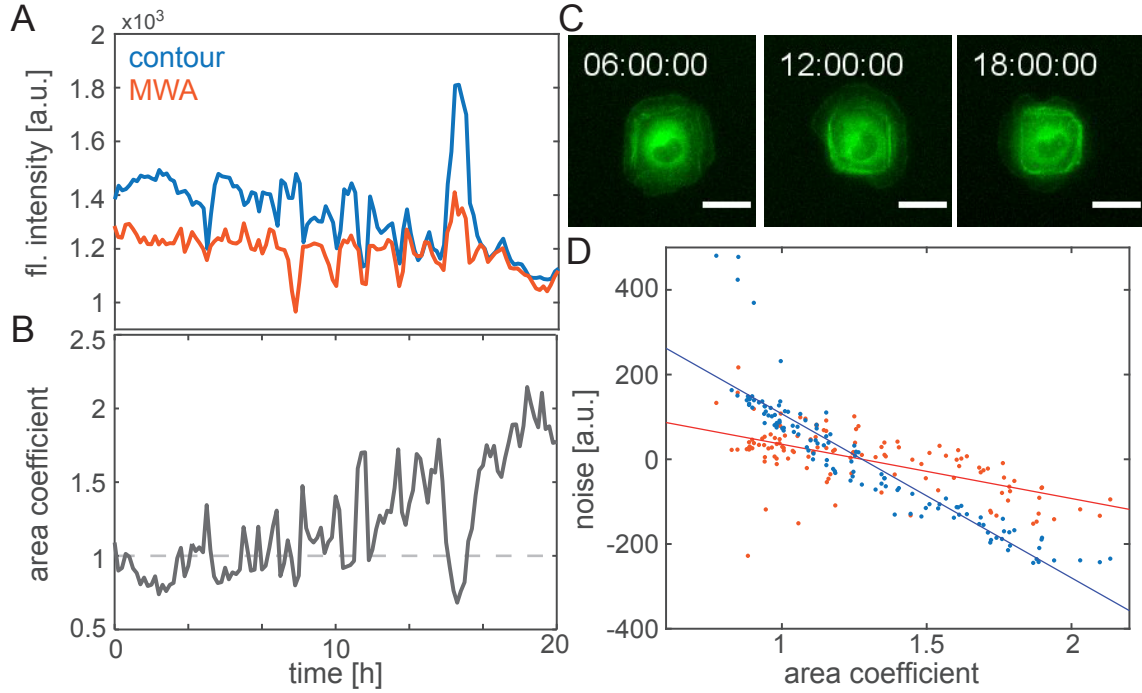 A
x10³
fl. intensity [a.u.]
2
1.8
1.6
1.4
1.2
1
contour
MWA
B
area coefficient
2.5
2
1.5
1
0.5
0
10
20
time [h]
C
06:00:00
12:00:00
18:00:00
D
noise [a.u.]
400
200
0
-200
-400
1
1.5
2
area coefficient